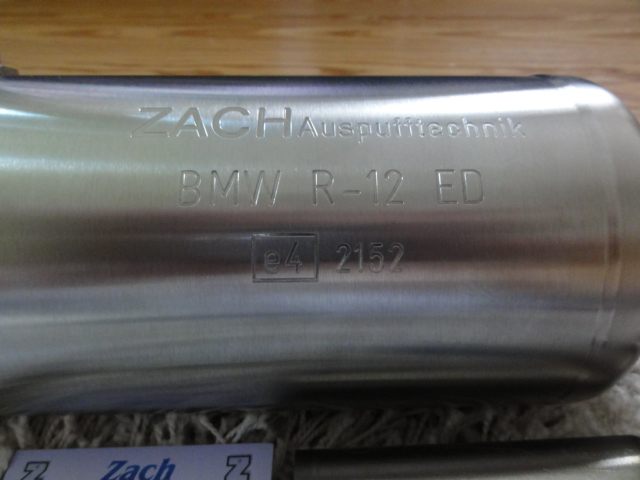 ZACH Auspufftechnik
BMW R-12 ED
e4 2152
Z Zach Z